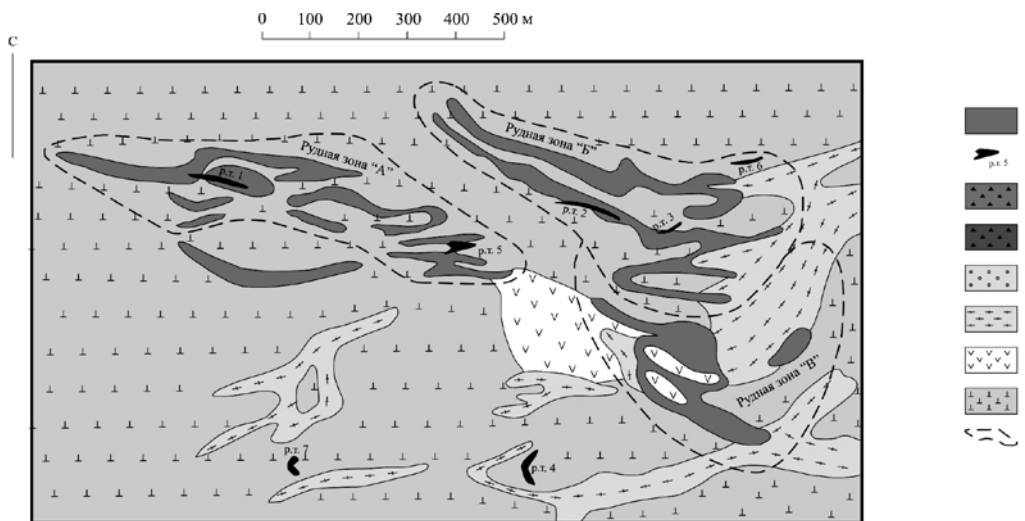 0 100 200 300 400 500 м
С
Рудная зона "Б"
Рудная зона "А"
р.т. 6
р.т. 1
р.т. 2
р.т. 3
р.т. 5
Рудная зона "В"
р.т. 7
р.т. 4
р.т. 5